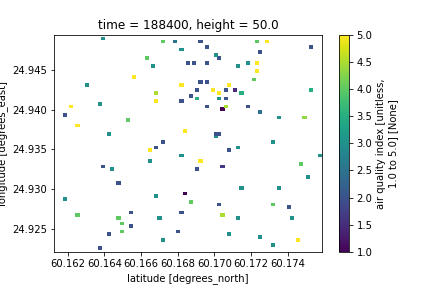 time = 188400, height = 50.0
24.945
24.940
24.935
24.930
24.925
longitude [degrees_east]
60.162 60.164 60.166 60.168 60.170 60.172 60.174
latitude [degrees_north]
5.0
4.5
4.0
3.5
3.0
2.5
2.0
1.5
1.0
air quality index [unitless,
1.0 to 5.0] [None]